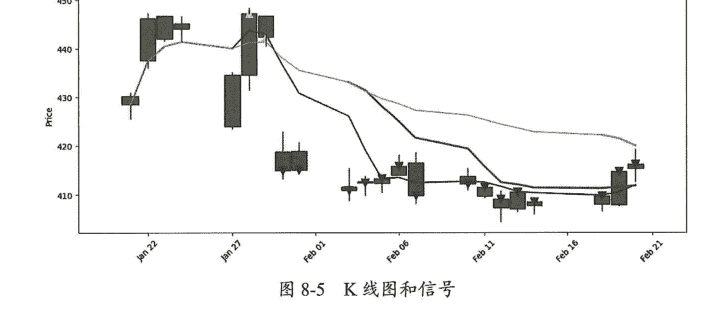 450
440
430
420
410
Price
Jan 22
Jan 27
Feb 01
Feb 06
Feb 11
Feb 16
Feb 21
图 8-5 K 线图和信号